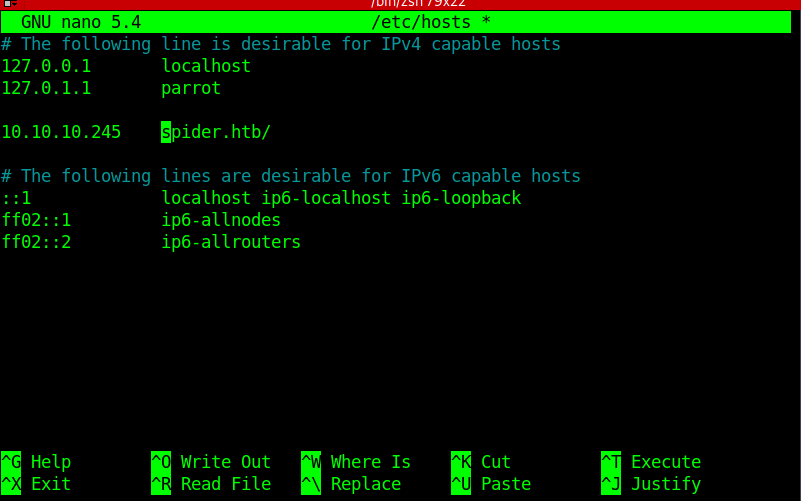 /bin/zsh 79x22
GNU nano 5.4 /etc/hosts *
# The following line is desirable for IPv4 capable hosts
127.0.0.1 localhost
127.0.1.1 parrot
10.10.10.245 spider.htb/
# The following lines are desirable for IPv6 capable hosts
::1 localhost ip6-localhost ip6-loopback
ff02::1 ip6-allnodes
ff02::2 ip6-allrouters
^G Help ^O Write Out ^W Where Is ^K Cut ^T Execute
^X Exit ^R Read File ^\ Replace ^U Paste ^J Justify